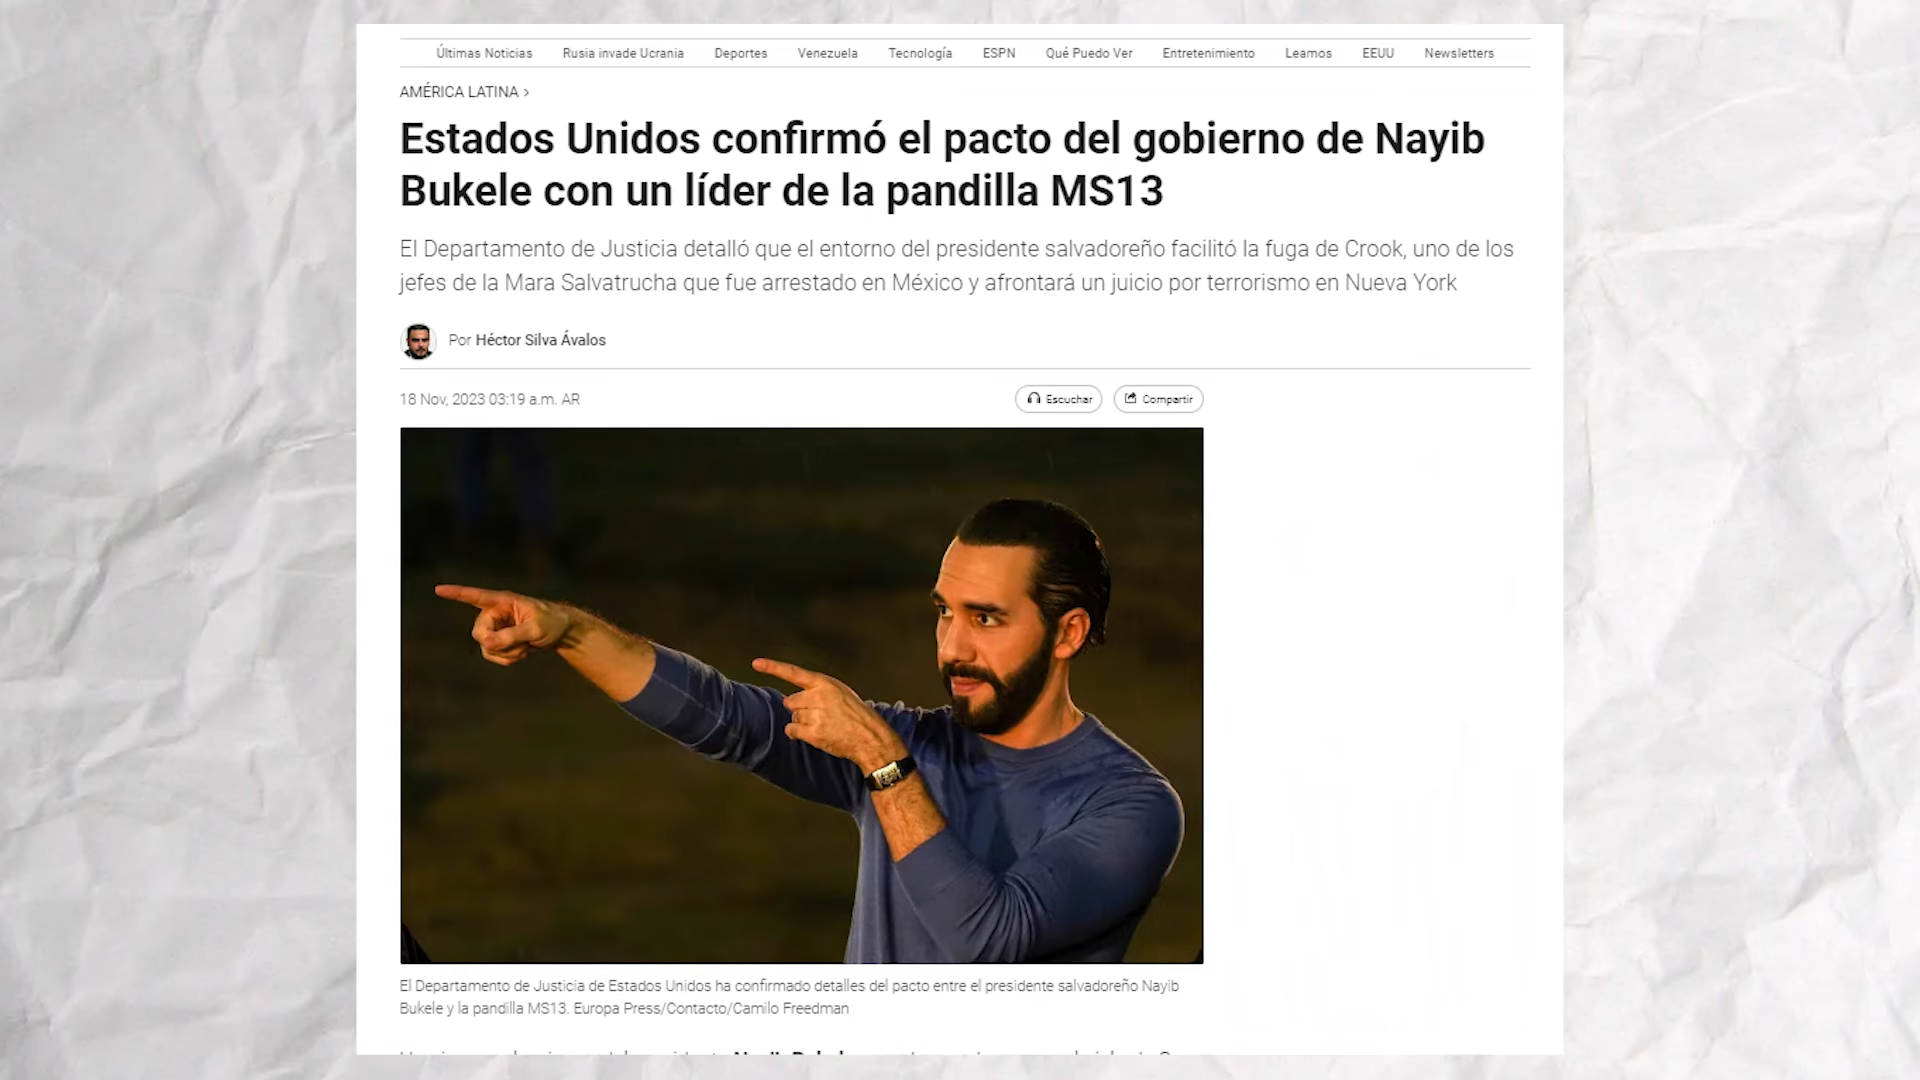 Últimas Noticias Rusia invade Ucrania Deportes Venezuela Tecnología ESPN Qué Puedo Ver Entretenimiento Leamos EEUU Newsletters
AMÉRICA LATINA >
Estados Unidos confirmó el pacto del gobierno de Nayib
Bukele con un líder de la pandilla MS13
El Departamento de Justicia detalló que el entorno del presidente salvadoreño facilitó la fuga de Crook, uno de los
jefes de la Mara Salvatrucha que fue arrestado en México y afrontará un juicio por terrorismo en Nueva York
Por Héctor Silva Ávalos
18 Nov, 2023 03:19 a.m. AR
Escuchar Compartir
El Departamento de Justicia de Estados Unidos ha confirmado detalles del pacto entre el presidente salvadoreño Nayib
Bukele y la pandilla MS13. Europa Press/Contacto/Camilo Freedman